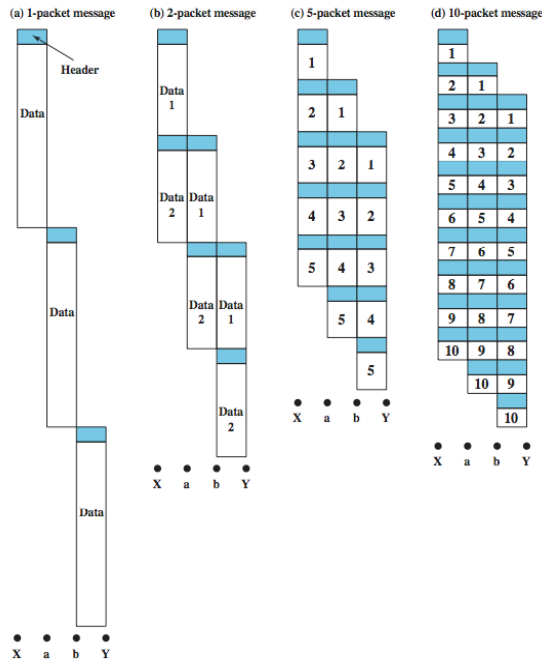 (a) 1-packet message
(b) 2-packet message
(c) 5-packet message
(d) 10-packet message
Header
Data
Data
Data
X a b Y
Data
1
Data Data
2 1
Data Data
2 1
Data
2
X a b Y
1
2 1
3 2 1
4 3 2
5 4 3
5 4
5
X a b Y
1
2 1
3 2 1
4 3 2
5 4 3
6 5 4
7 6 5
8 7 6
9 8 7
10 9 8
10 9
10
X a b Y